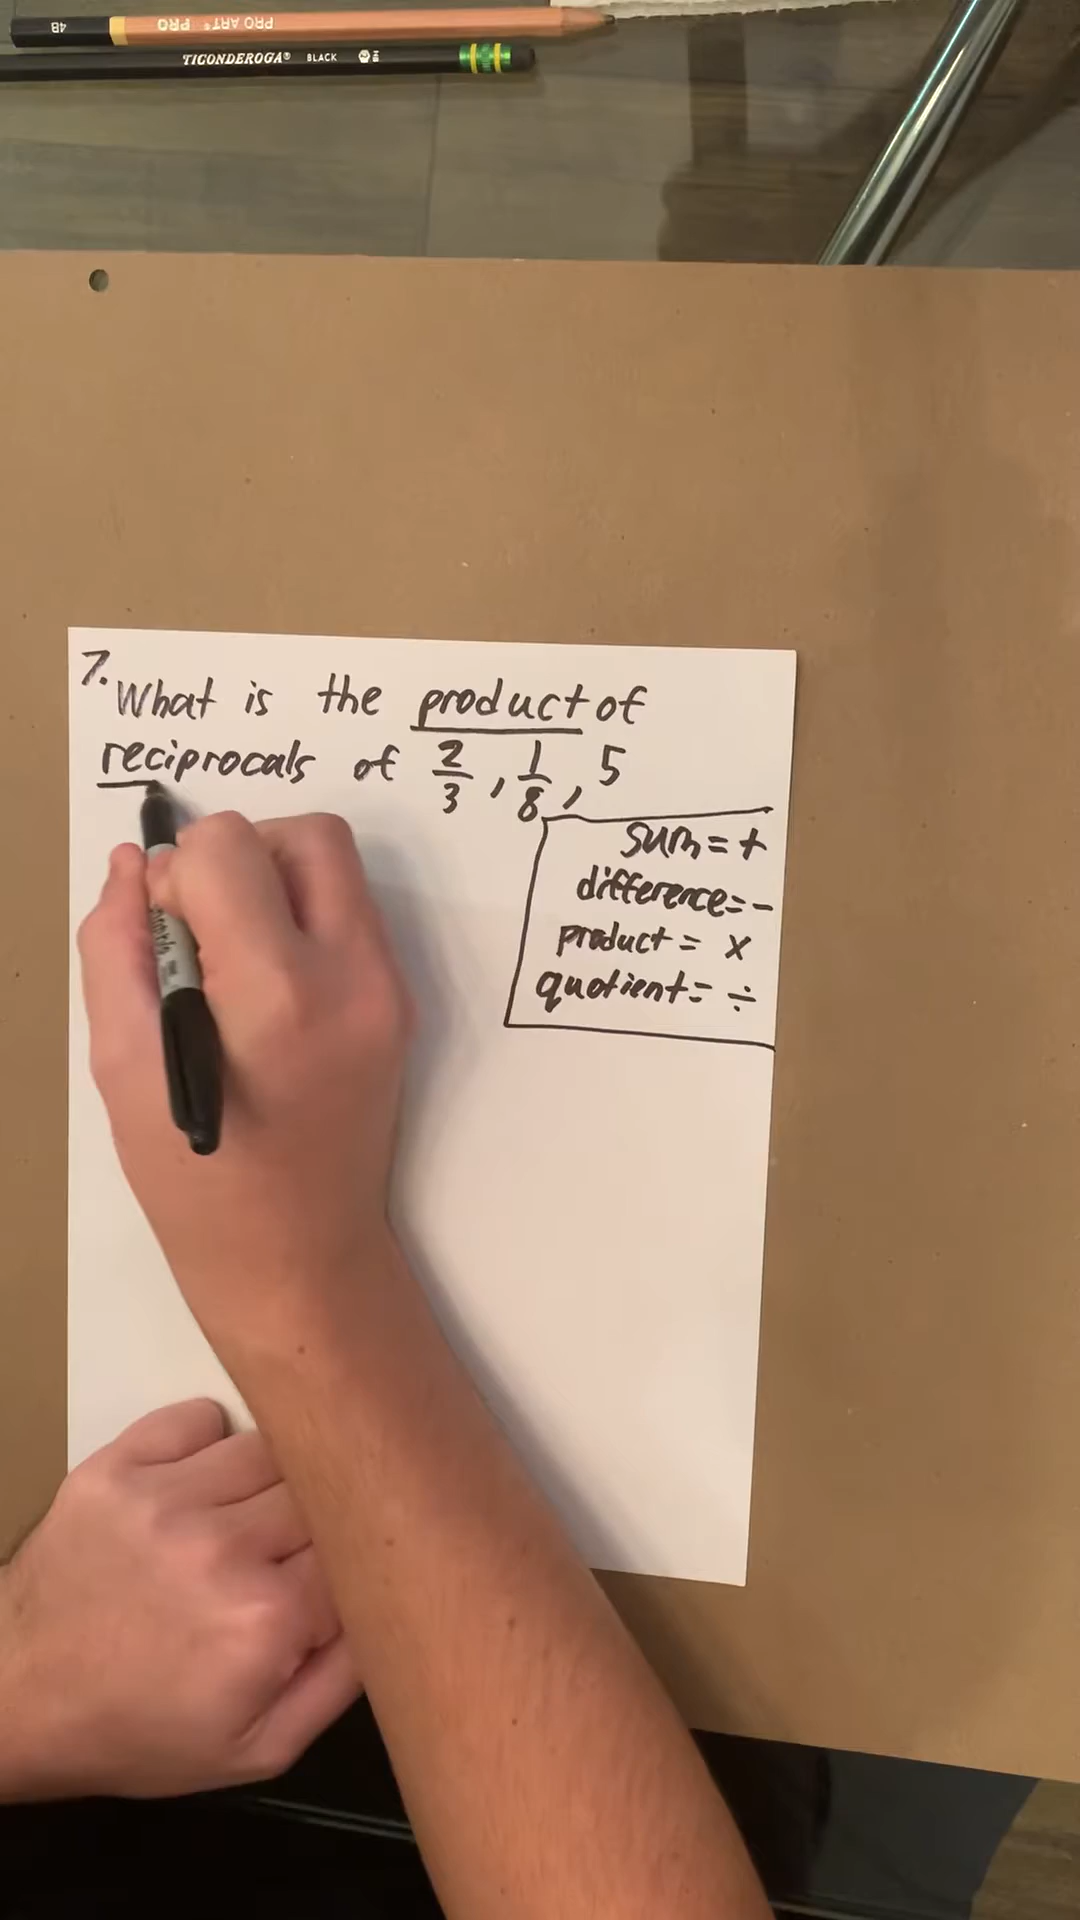 4B PRO ART® PRO
TICONDEROGA® BLACK
7. What is the product of
reciprocals of 2/3, 1/8, 5
sum = +
difference = -
product = x
quotient = ÷